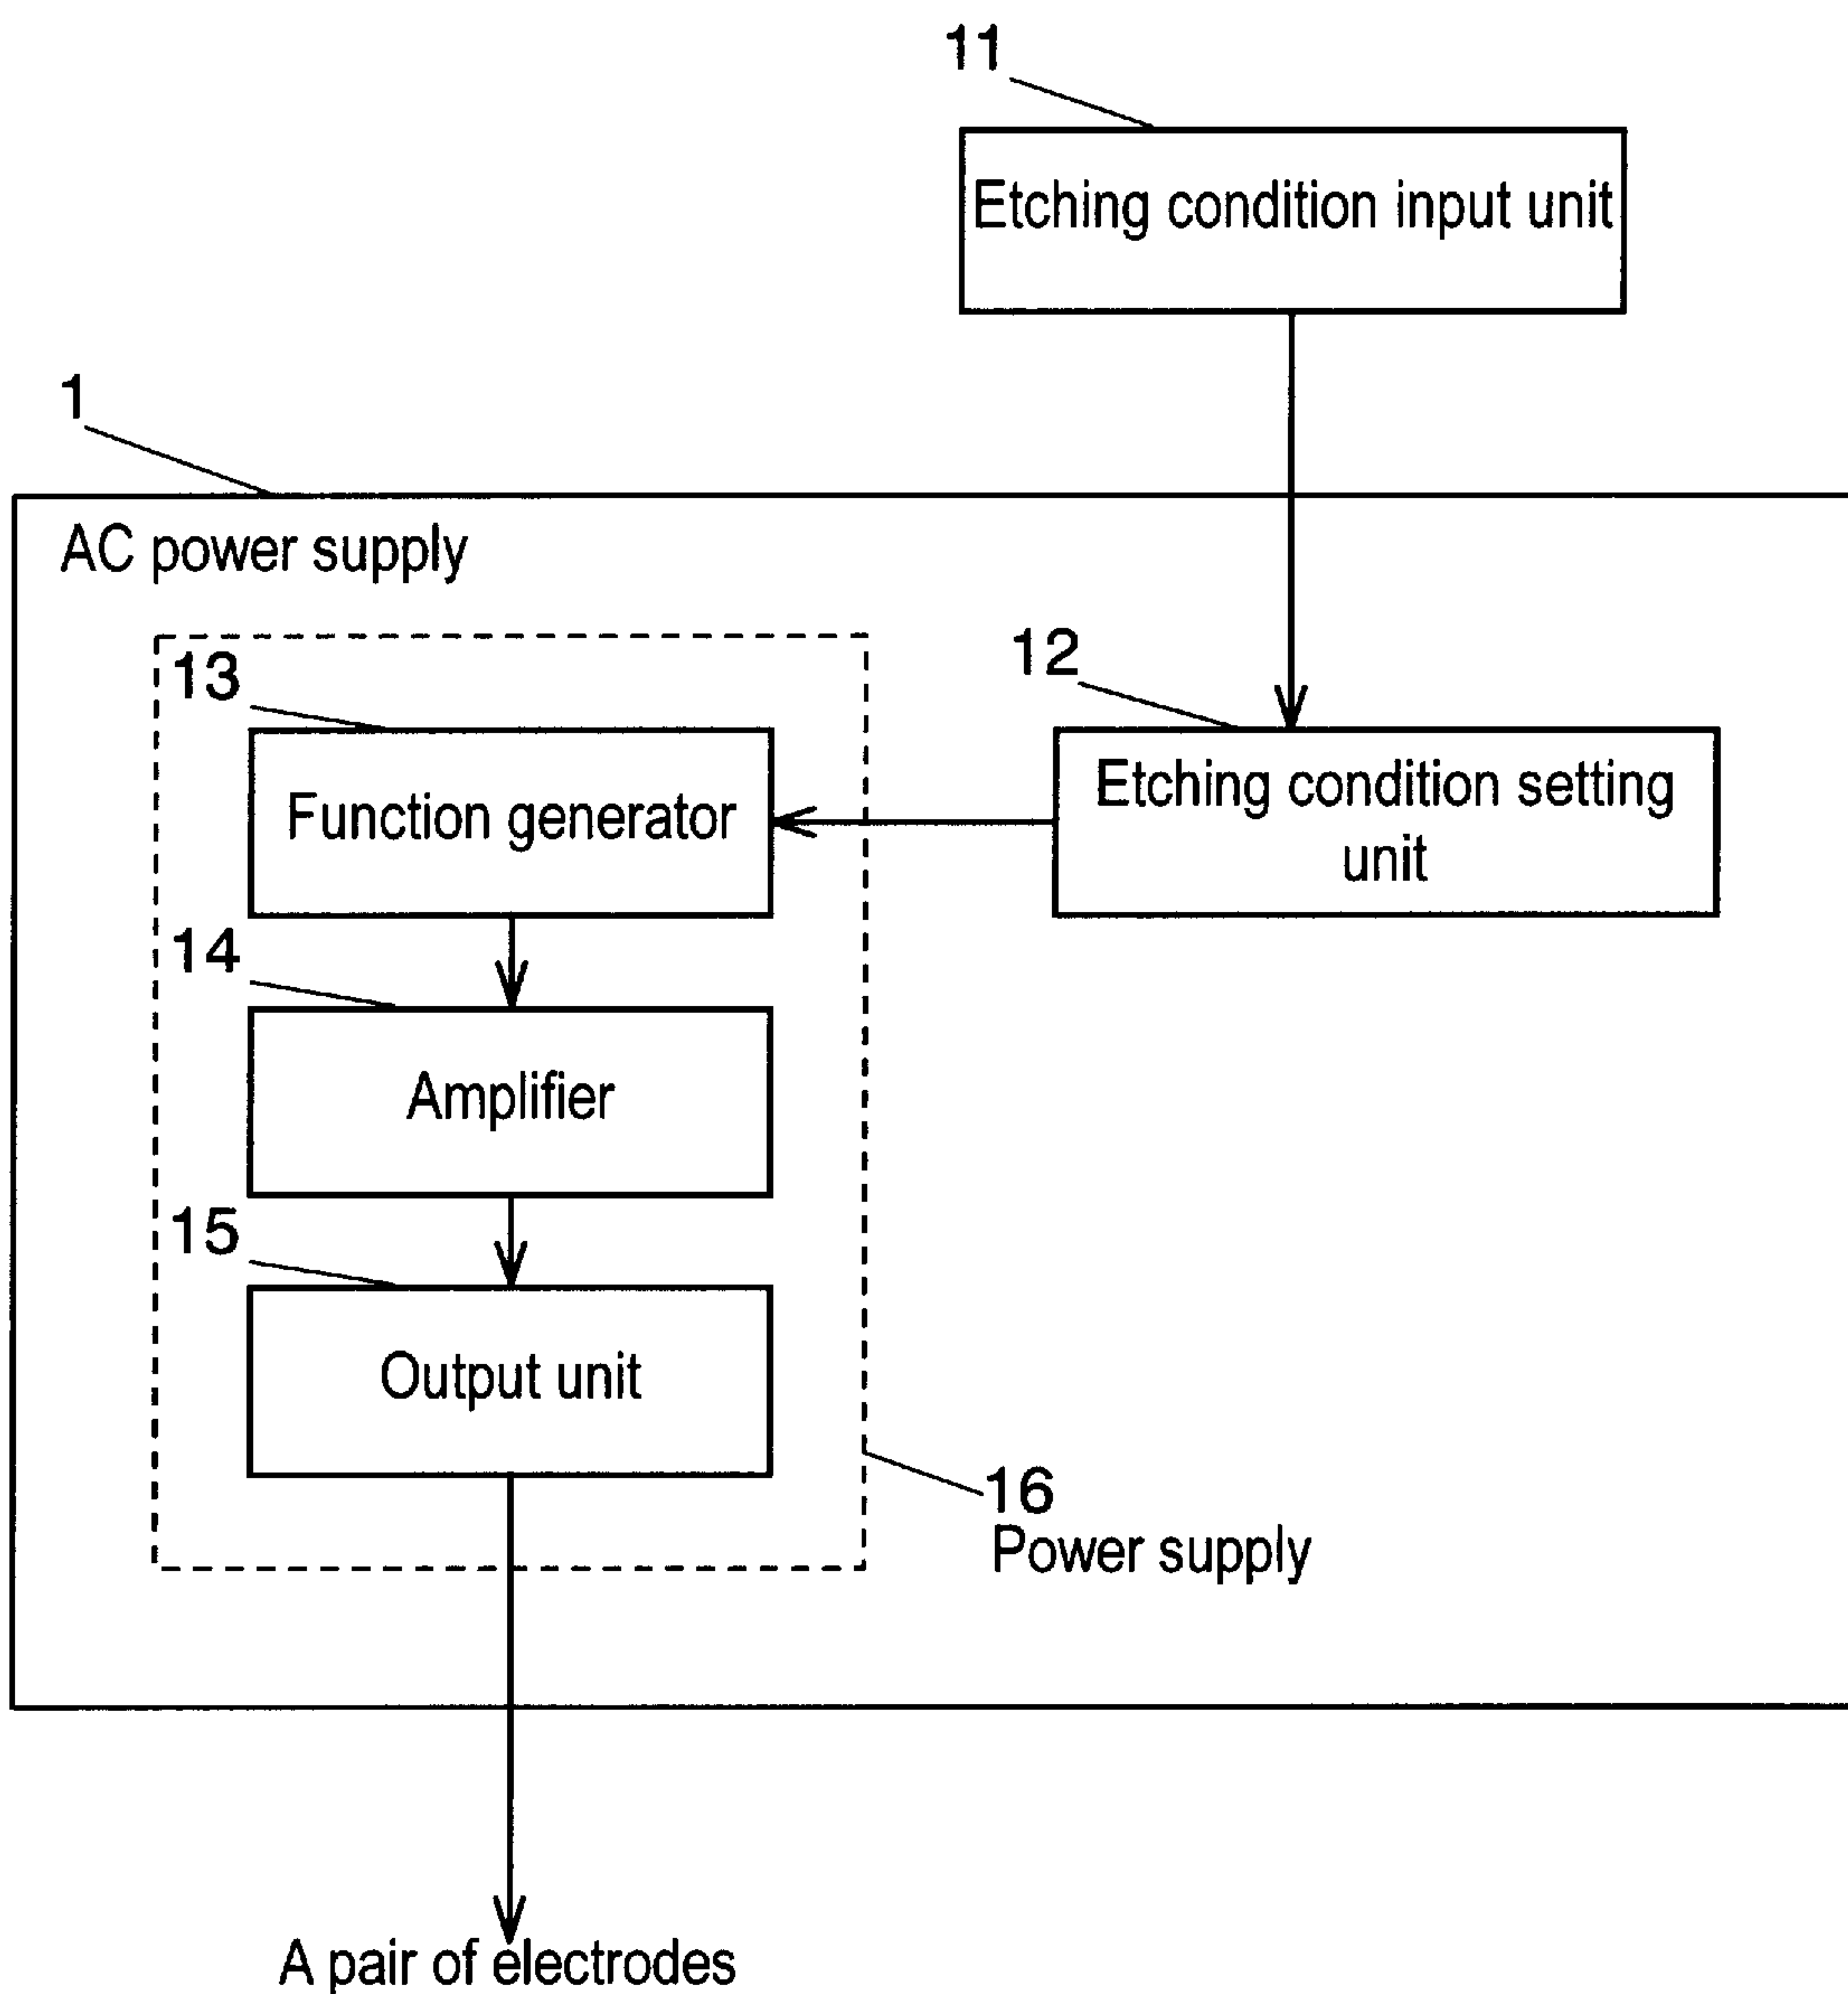 11
Etching condition input unit
1
AC power supply
13
12
Function generator
Etching condition setting
unit
14
Amplifier
15
Output unit
16
Power supply
A pair of electrodes